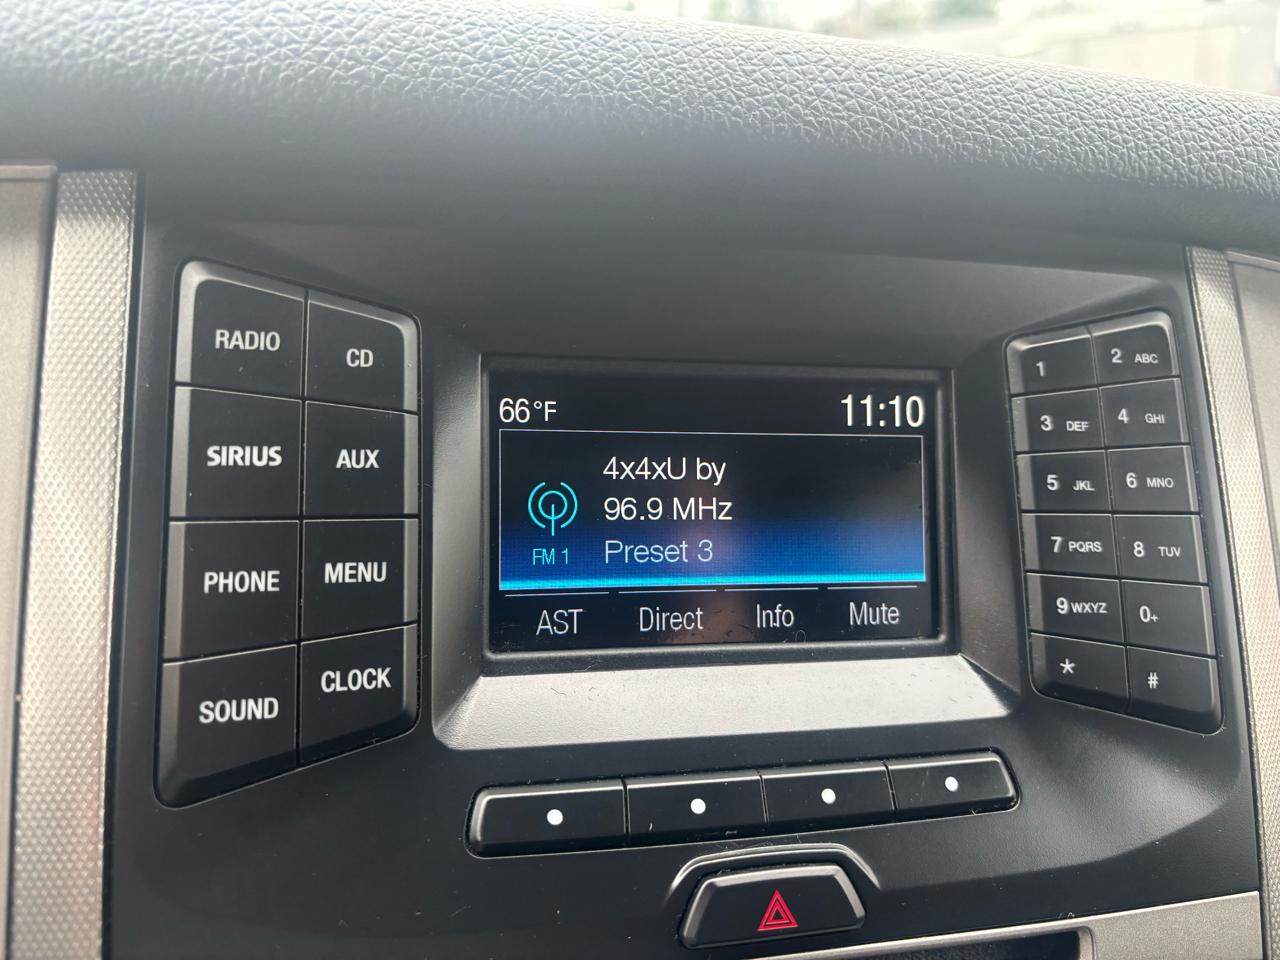 RADIO
CD
SIRIUS
AUX
PHONE
MENU
SOUND
CLOCK
66°F
11:10
4x4xU by
96.9 MHz
FM 1
Preset 3
AST
Direct
Info
Mute
1
2 ABC
3 DEF
4 GHI
5 JKL
6 MNO
7 PQRS
8 TUV
9 WXYZ
0+
*
#